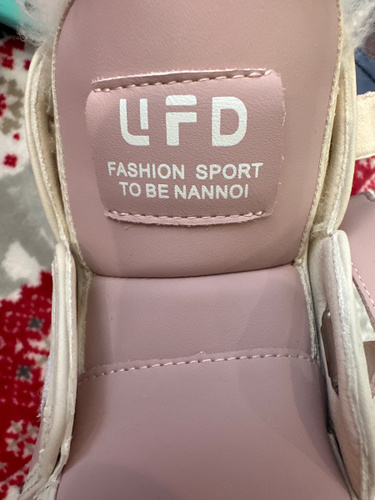 UFD
FASHION SPORT
TO BE NANNOI